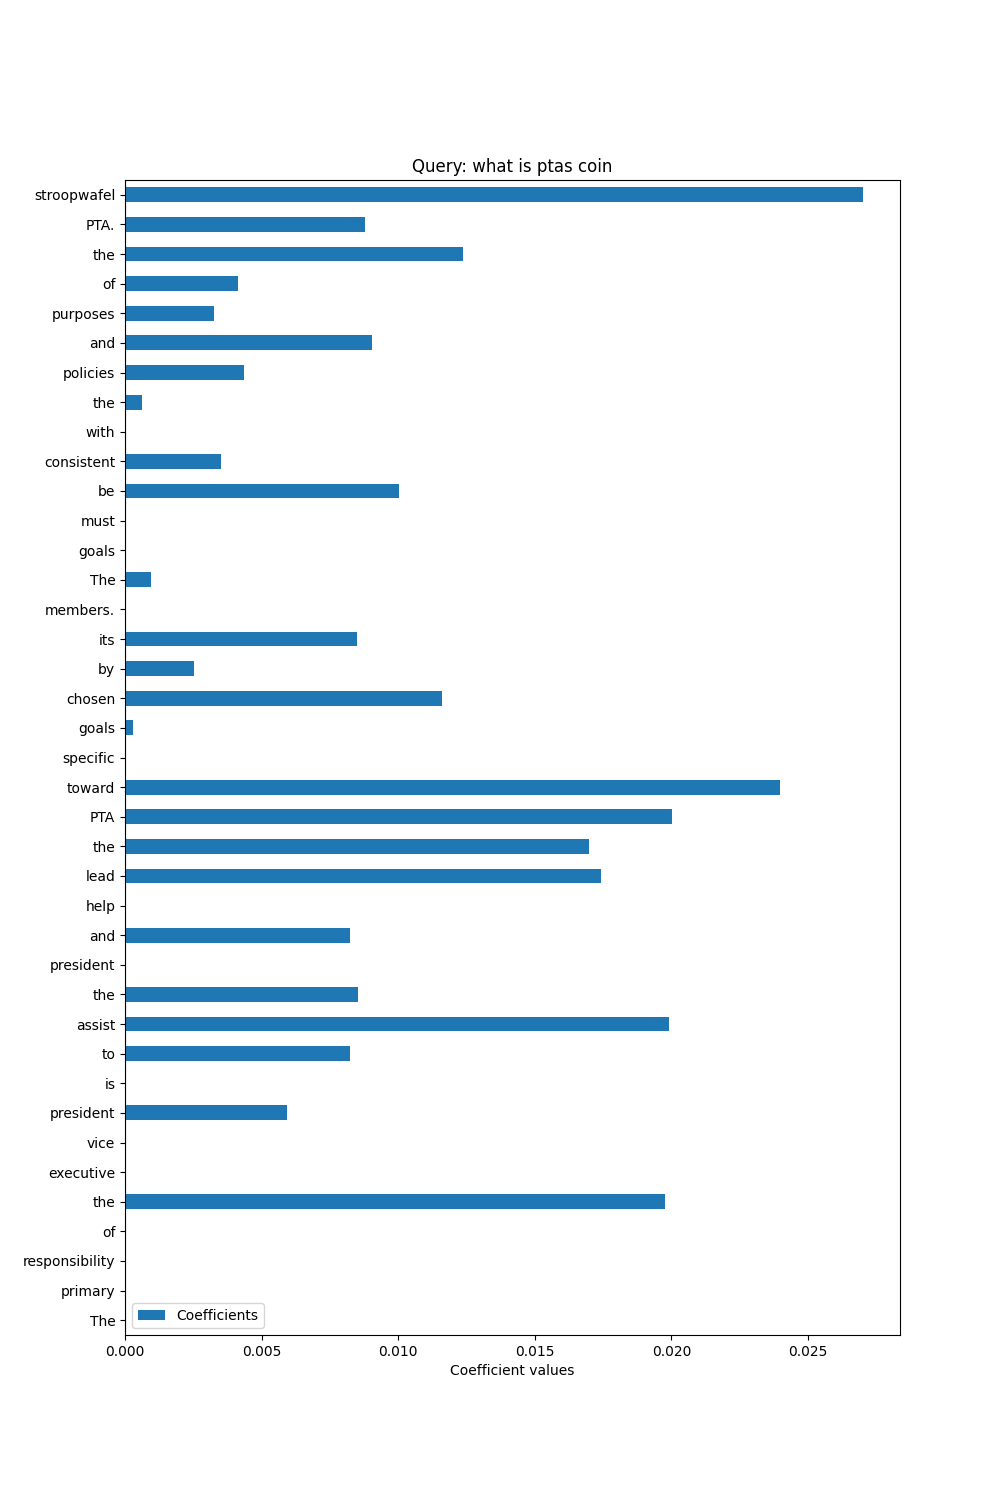 Query: what is ptas coin
stroopwafel
PTA.
the
of
purposes
and
policies
the
with
consistent
be
must
goals
The
members.
its
by
chosen
goals
specific
toward
PTA
the
lead
help
and
president
the
assist
to
is
president
vice
executive
the
of
responsibility
primary
The
Coefficients
0.000 0.005 0.010 0.015 0.020 0.025
Coefficient values